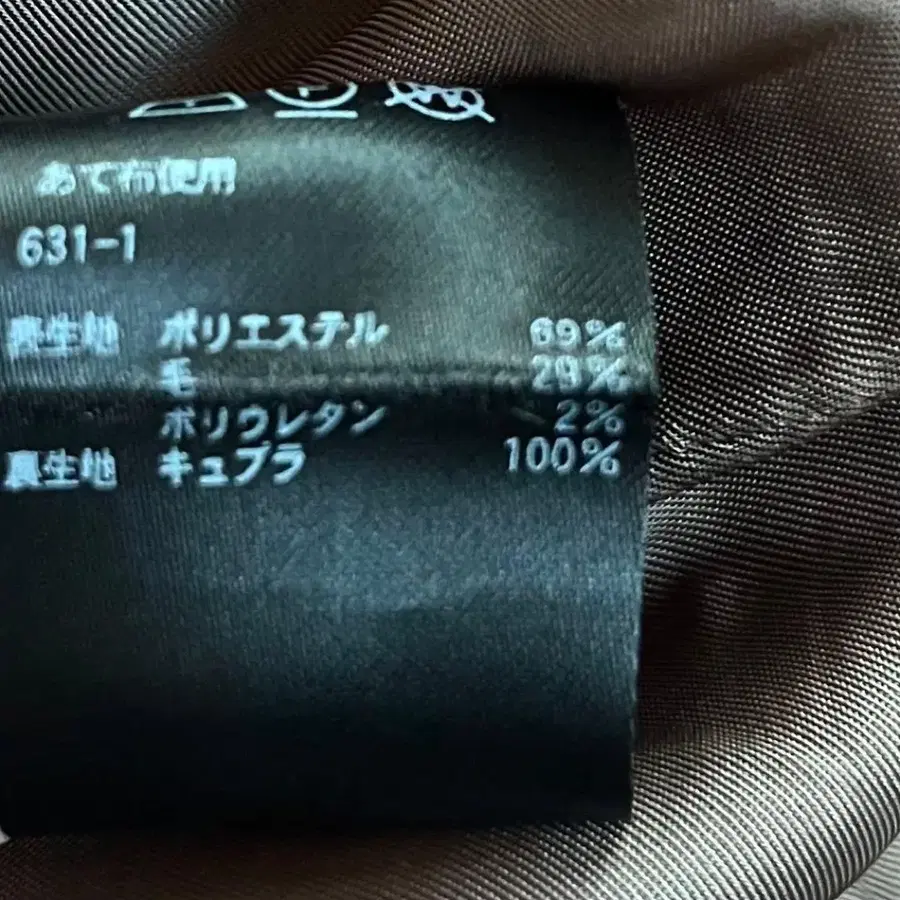 あて布使用
631-1
表生地 ポリエステル 69%
毛 29%
ポリウレタン 2%
裏生地 キュプラ 100%